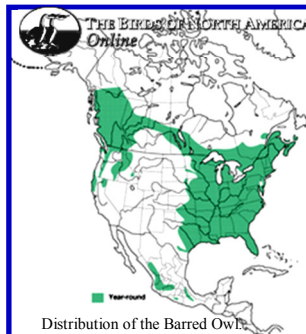 THE BIRDS OF NORTH AMERICA
Online
Year-round
Distribution of the Barred Owl.